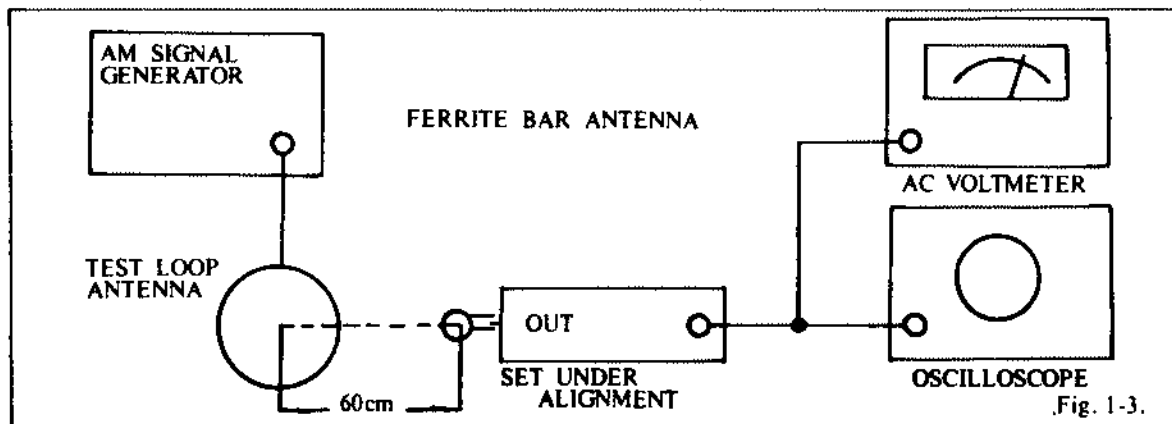 AM SIGNAL
GENERATOR
FERRITE BAR ANTENNA
AC VOLTMETER
TEST LOOP
ANTENNA
OUT
SET UNDER
ALIGNMENT
60cm
OSCILLOSCOPE
Fig. 1-3.